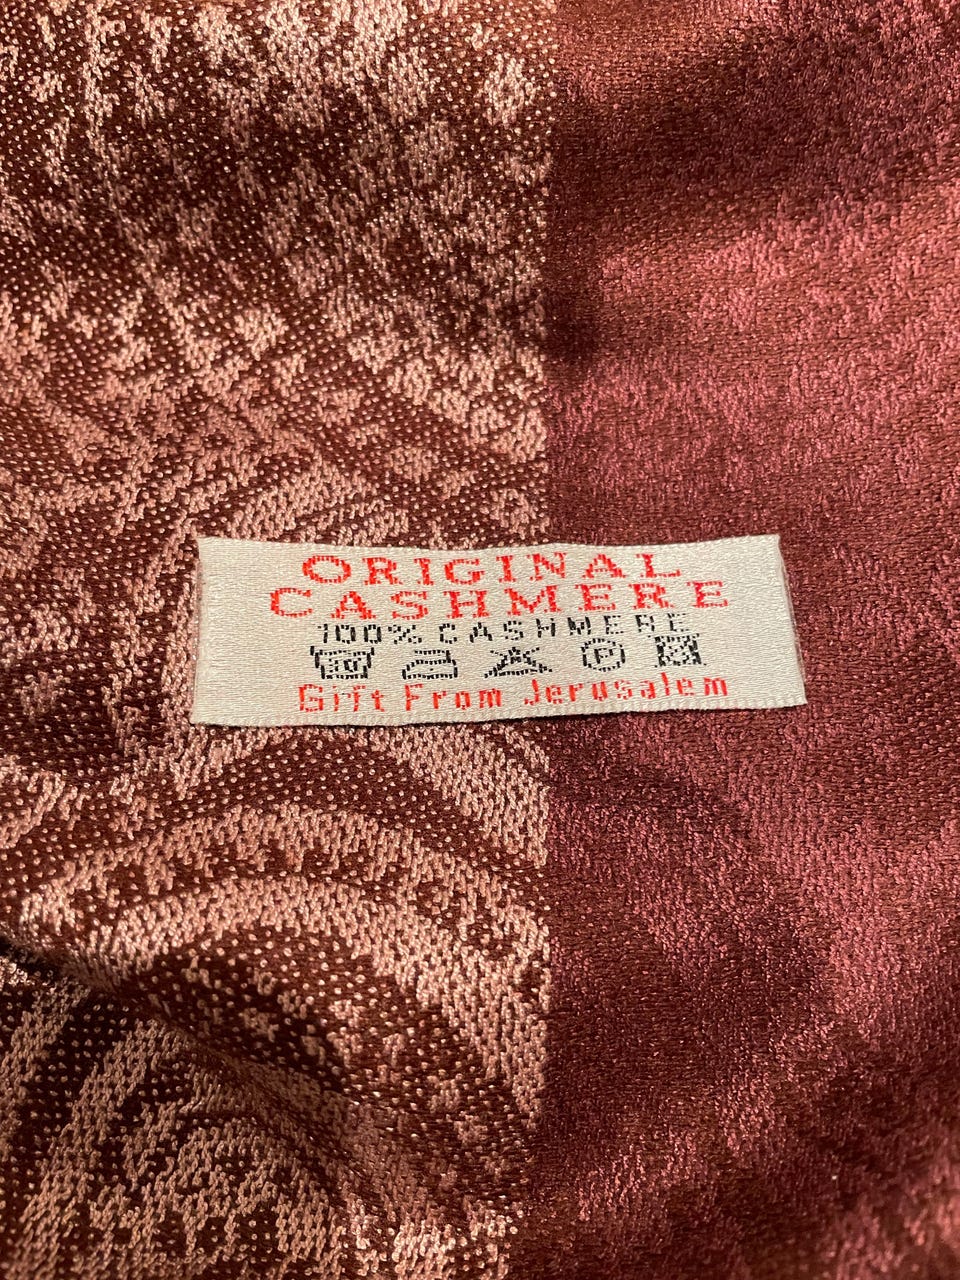 ORIGINAL
CASHMERE
100% CASHMERE
P
Gift From Jerusalem